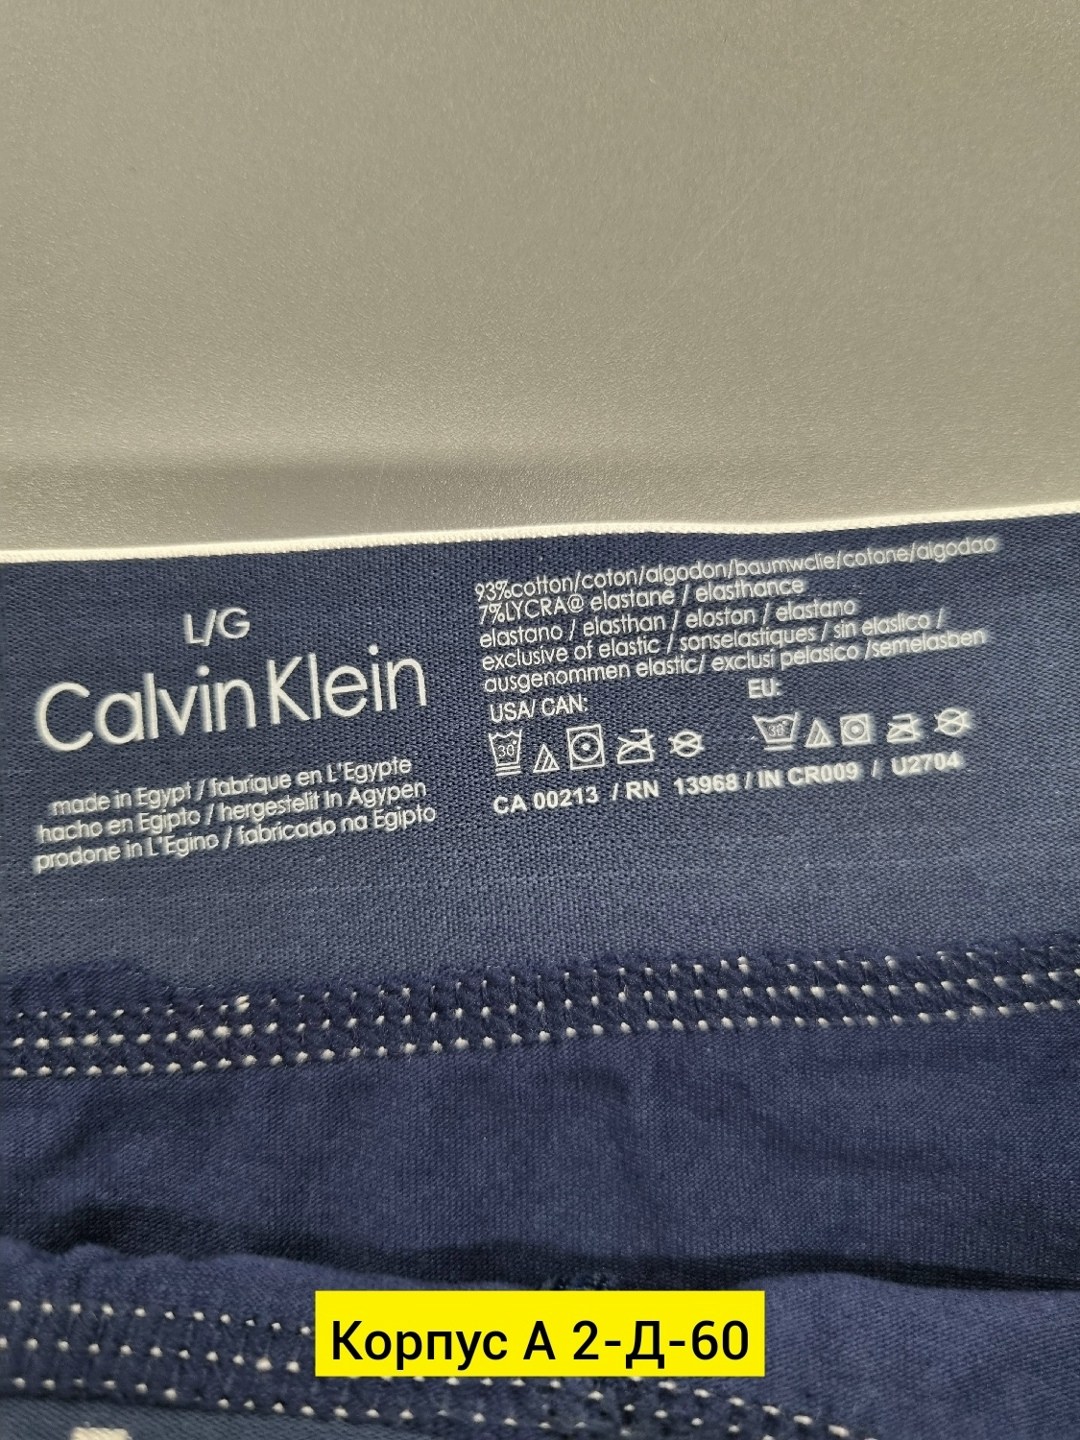 L/G
Calvin Klein
made in Egypt / fabrique en L'Egypte
hacho en Egipto / hergestelit In Agypen
prodone in L'Egino / fabricado na Egipto
93%cotton/coton/algodon/baumwclie/cotone/algodao
7%LYCRA@ elastane / elasthance
elastano / elasthan / eloston / elastano
exclusive of elastic / sonselastiques / sin elaslico /
ausgenommen elastic/ exclusi pelasico /semelasben
USA/ CAN:
30
EU:
30
CA 00213 / RN 13968 / IN CR009 / U2704
Корпус А 2-Д-60